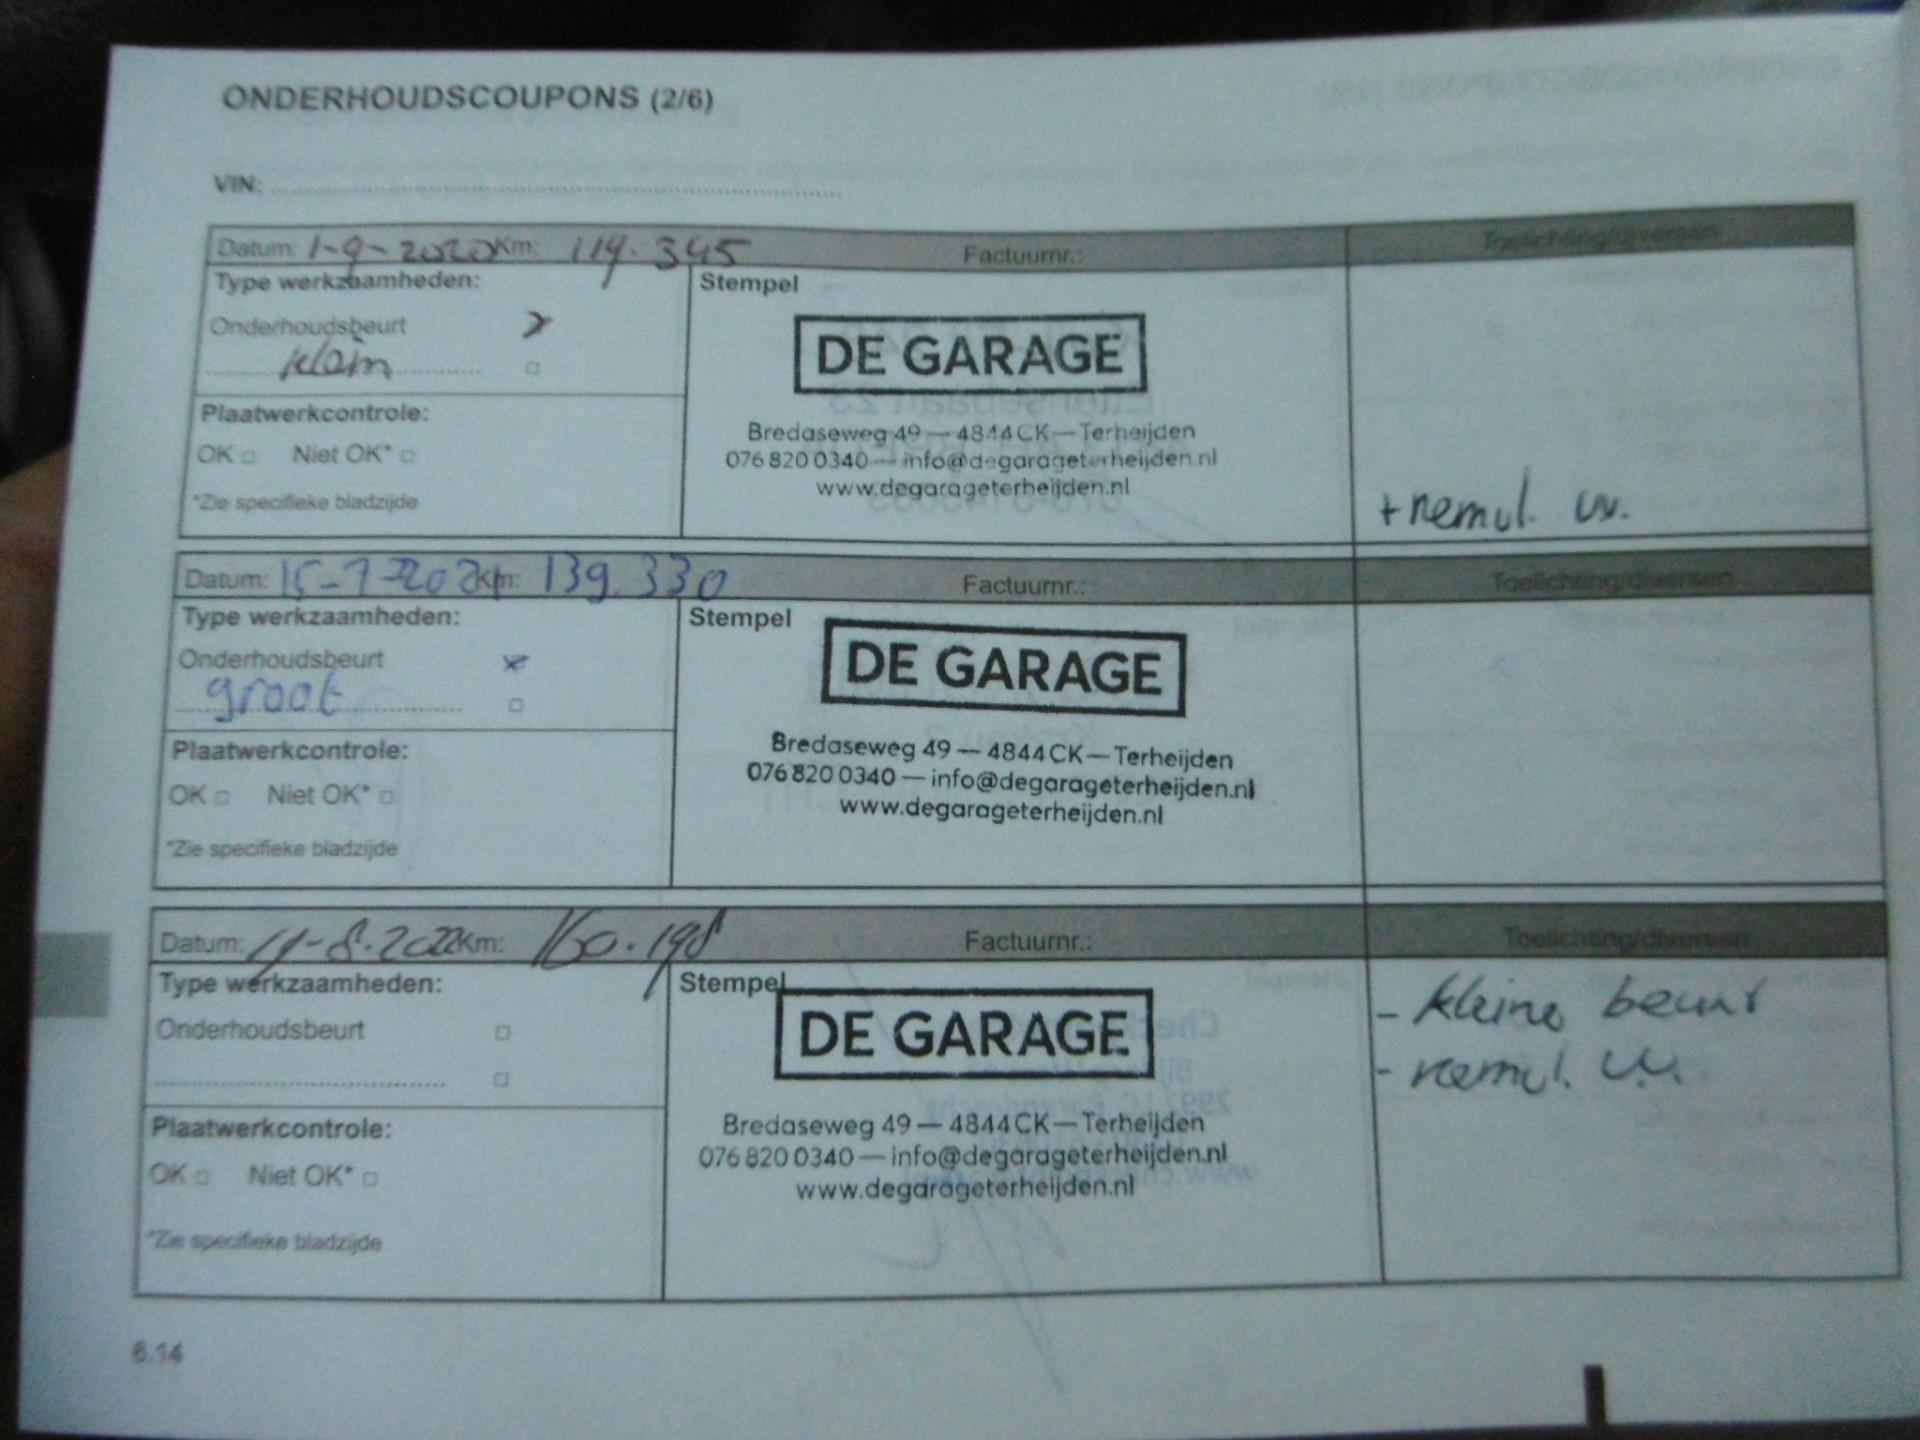 ONDERHOUDSCOUPONS (2/6)
VIN:
Datum: 1-9-2020 Km: 119.345 Factuurnr.: Toelichting/diversen
Type werkzaamheden:
Stempel
Onderhoudsbeurt
klein
DE GARAGE
Plaatwerkcontrole:
Bredaseweg 49 — 4844CK — Terheijden
OK Niet OK*
076 820 0340 — info@degarageterheijden.nl
www.degarageterheijden.nl
*Zie specifieke bladzijde
+ remvl. vv.
Datum: 15-7-2021 Km: 139.330 Factuurnr.: Toelichting/diversen
Type werkzaamheden:
Stempel
Onderhoudsbeurt
groot
DE GARAGE
Plaatwerkcontrole:
Bredaseweg 49 — 4844CK — Terheijden
OK Niet OK*
076 820 0340 — info@degarageterheijden.nl
www.degarageterheijden.nl
*Zie specifieke bladzijde
Datum: Km: 160.198 Factuurnr.: Toelichting/diversen
Type werkzaamheden:
Stempel
- kleine beurt
Onderhoudsbeurt
DE GARAGE
- remvl. v.v.
Plaatwerkcontrole:
Bredaseweg 49 — 4844CK — Terheijden
OK Niet OK*
076 820 0340 — info@degarageterheijden.nl
www.degarageterheijden.nl
*Zie specifieke bladzijde
6.14